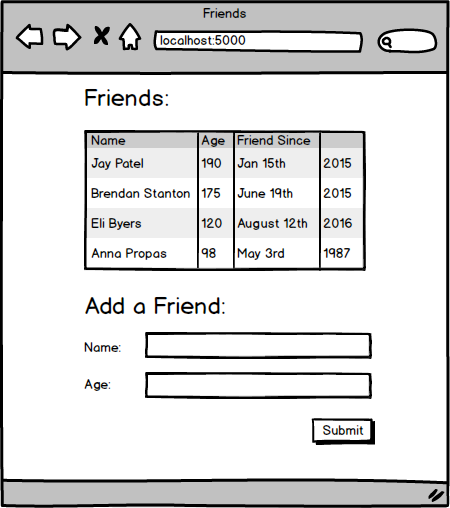 Friends
localhost:5000
Friends:
Name Age Friend Since
Jay Patel 190 Jan 15th 2015
Brendan Stanton 175 June 19th 2015
Eli Byers 120 August 12th 2016
Anna Propas 98 May 3rd 1987
Add a Friend:
Name:
Age:
Submit